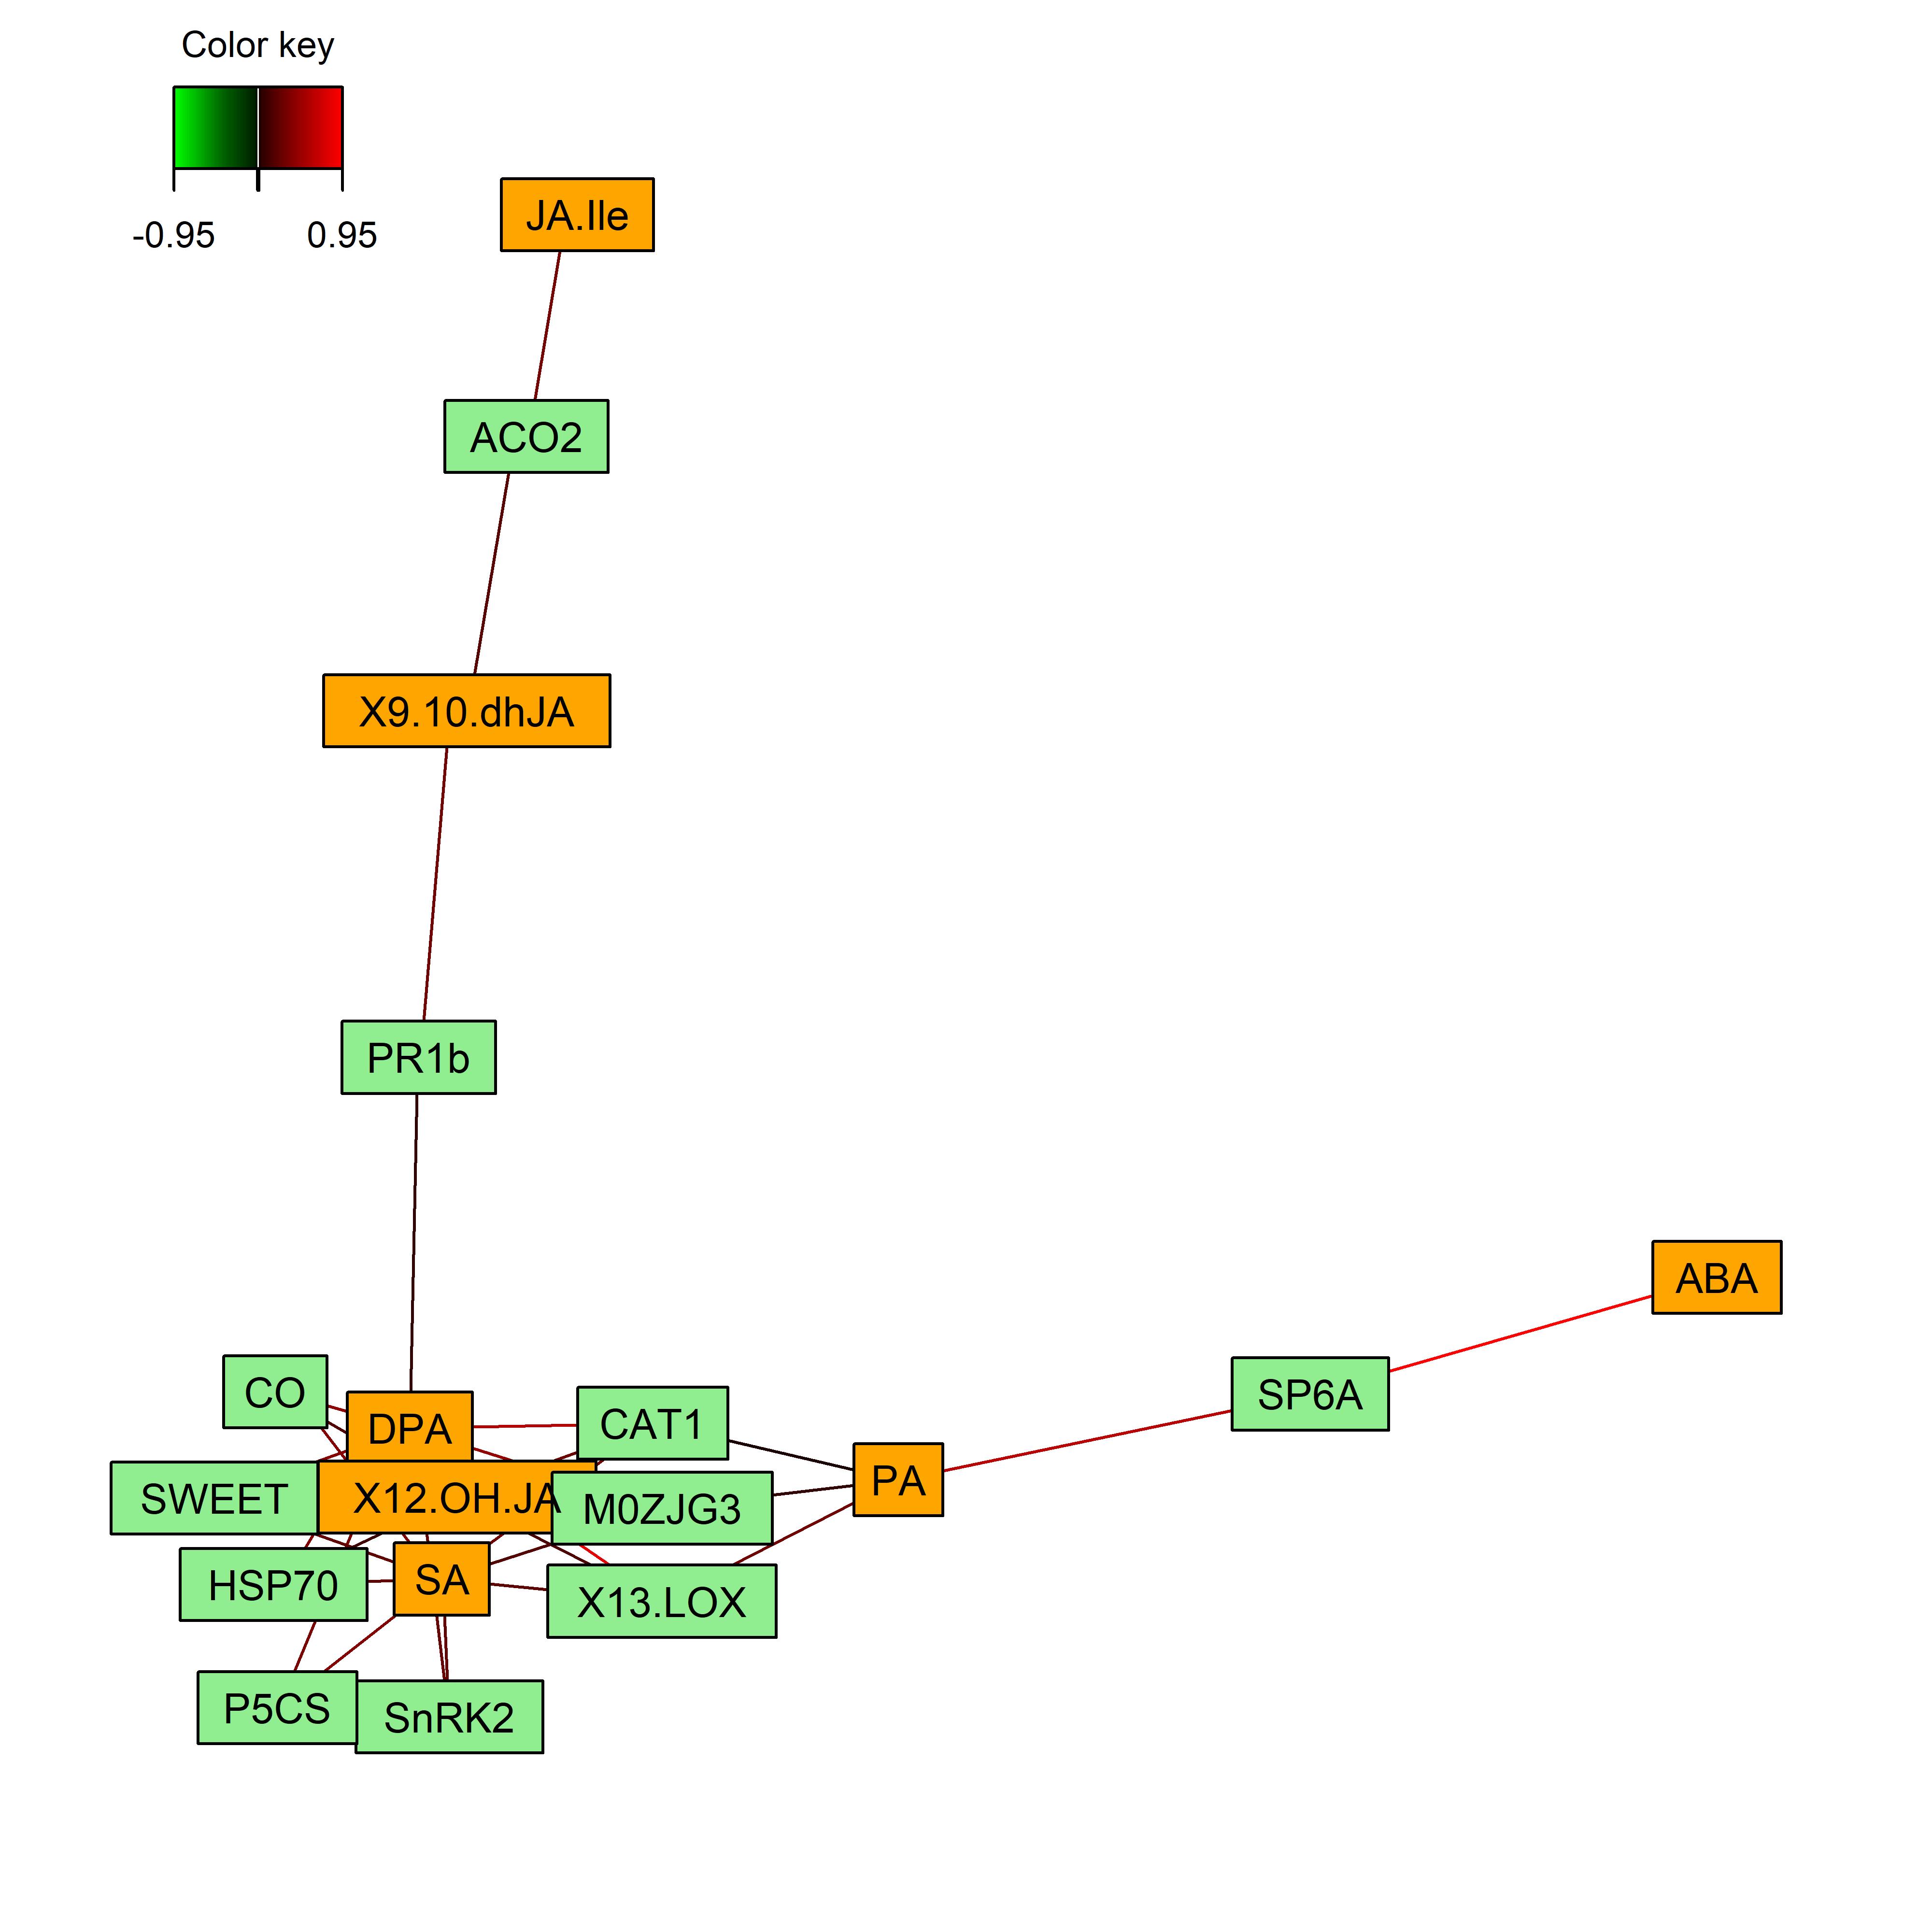 Color key
-0.95 0.95
JA.Ile
ACO2
X9.10.dhJA
PR1b
ABA
SP6A
CO
DPA
CAT1
PA
SWEET
X12.OH.JA
M0ZJG3
HSP70
SA
X13.LOX
P5CS
SnRK2